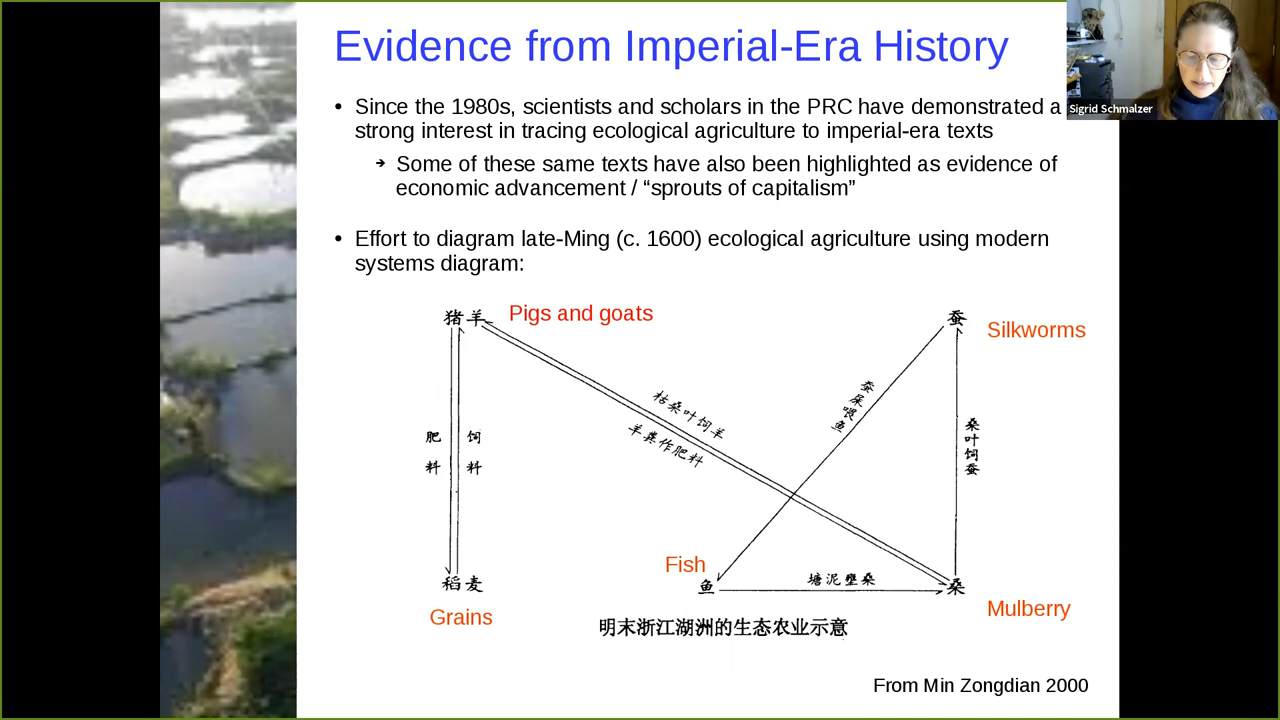 Evidence from Imperial-Era History
Sigrid Schmalzer
• Since the 1980s, scientists and scholars in the PRC have demonstrated a
strong interest in tracing ecological agriculture to imperial-era texts
➔ Some of these same texts have also been highlighted as evidence of
economic advancement / “sprouts of capitalism”
• Effort to diagram late-Ming (c. 1600) ecological agriculture using modern
systems diagram:
猪羊
Pigs and goats
蚕
Silkworms
肥料
饲料
枯桑叶饲羊
羊粪作肥料
蚕屎喂鱼
桑叶饲蚕
稻麦
Grains
Fish
鱼
塘泥壅桑
桑
Mulberry
明末浙江湖洲的生态农业示意
From Min Zongdian 2000